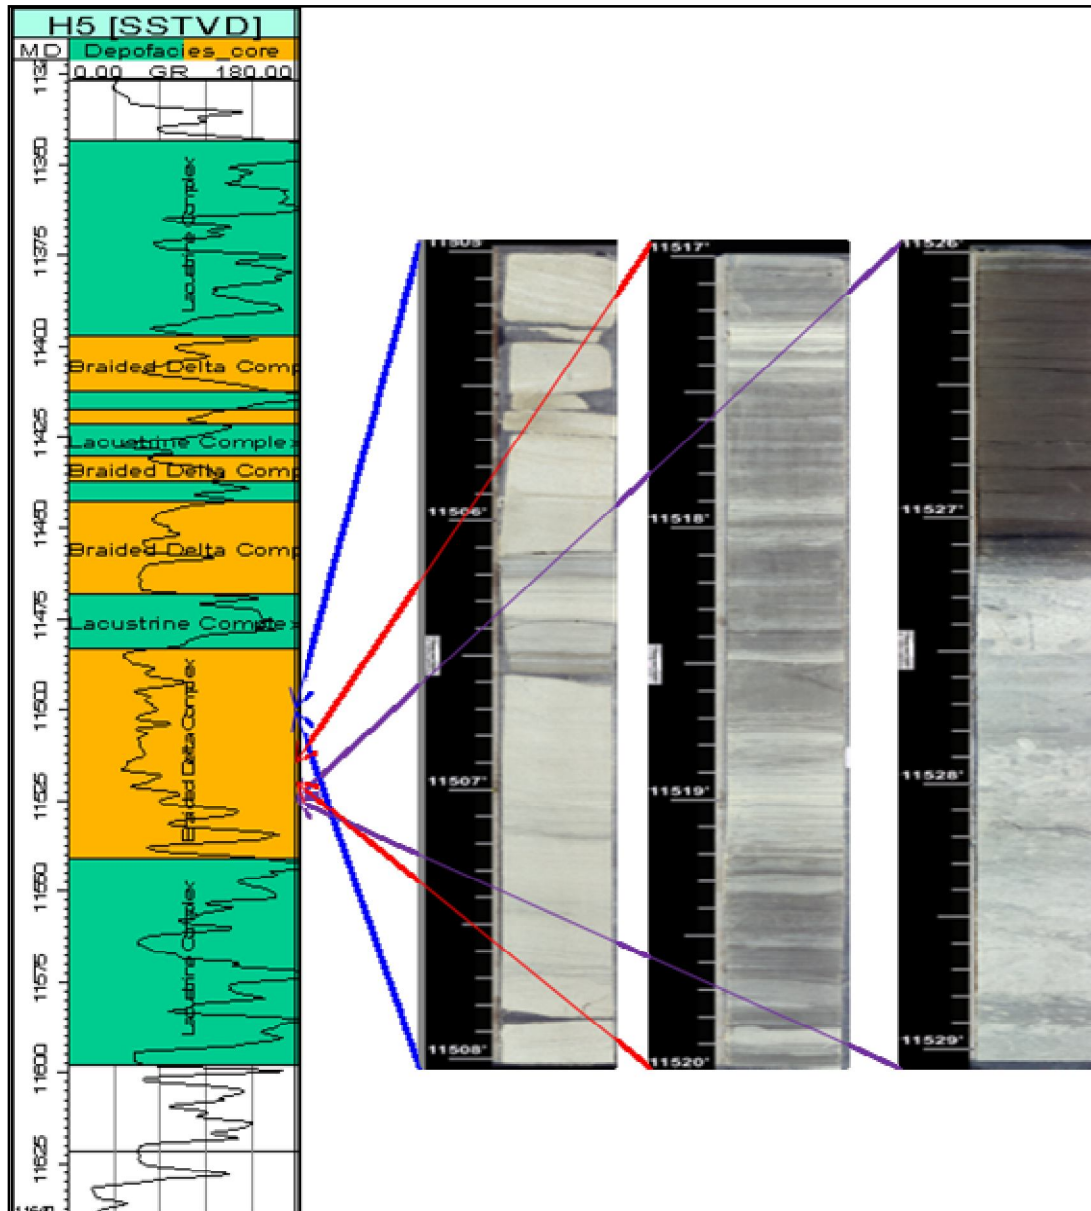 H5 [SSTVD]
MD Depofacies_core
0.00 GR 180.00
11350
Lacustrine Complex
11375
11400
Braided Delta Comp
11425
Lacustrine Complex
Braided Delta Comp
11450
Braided Delta Comp
11475
Lacustrine Complex
11500
Braided Delta Complex
11525
11550
Lacustrine Complex
11575
11600
11625
11505'
11506'
11507'
11508'
11517'
11518'
11519'
11520'
11526'
11527'
11528'
11529'